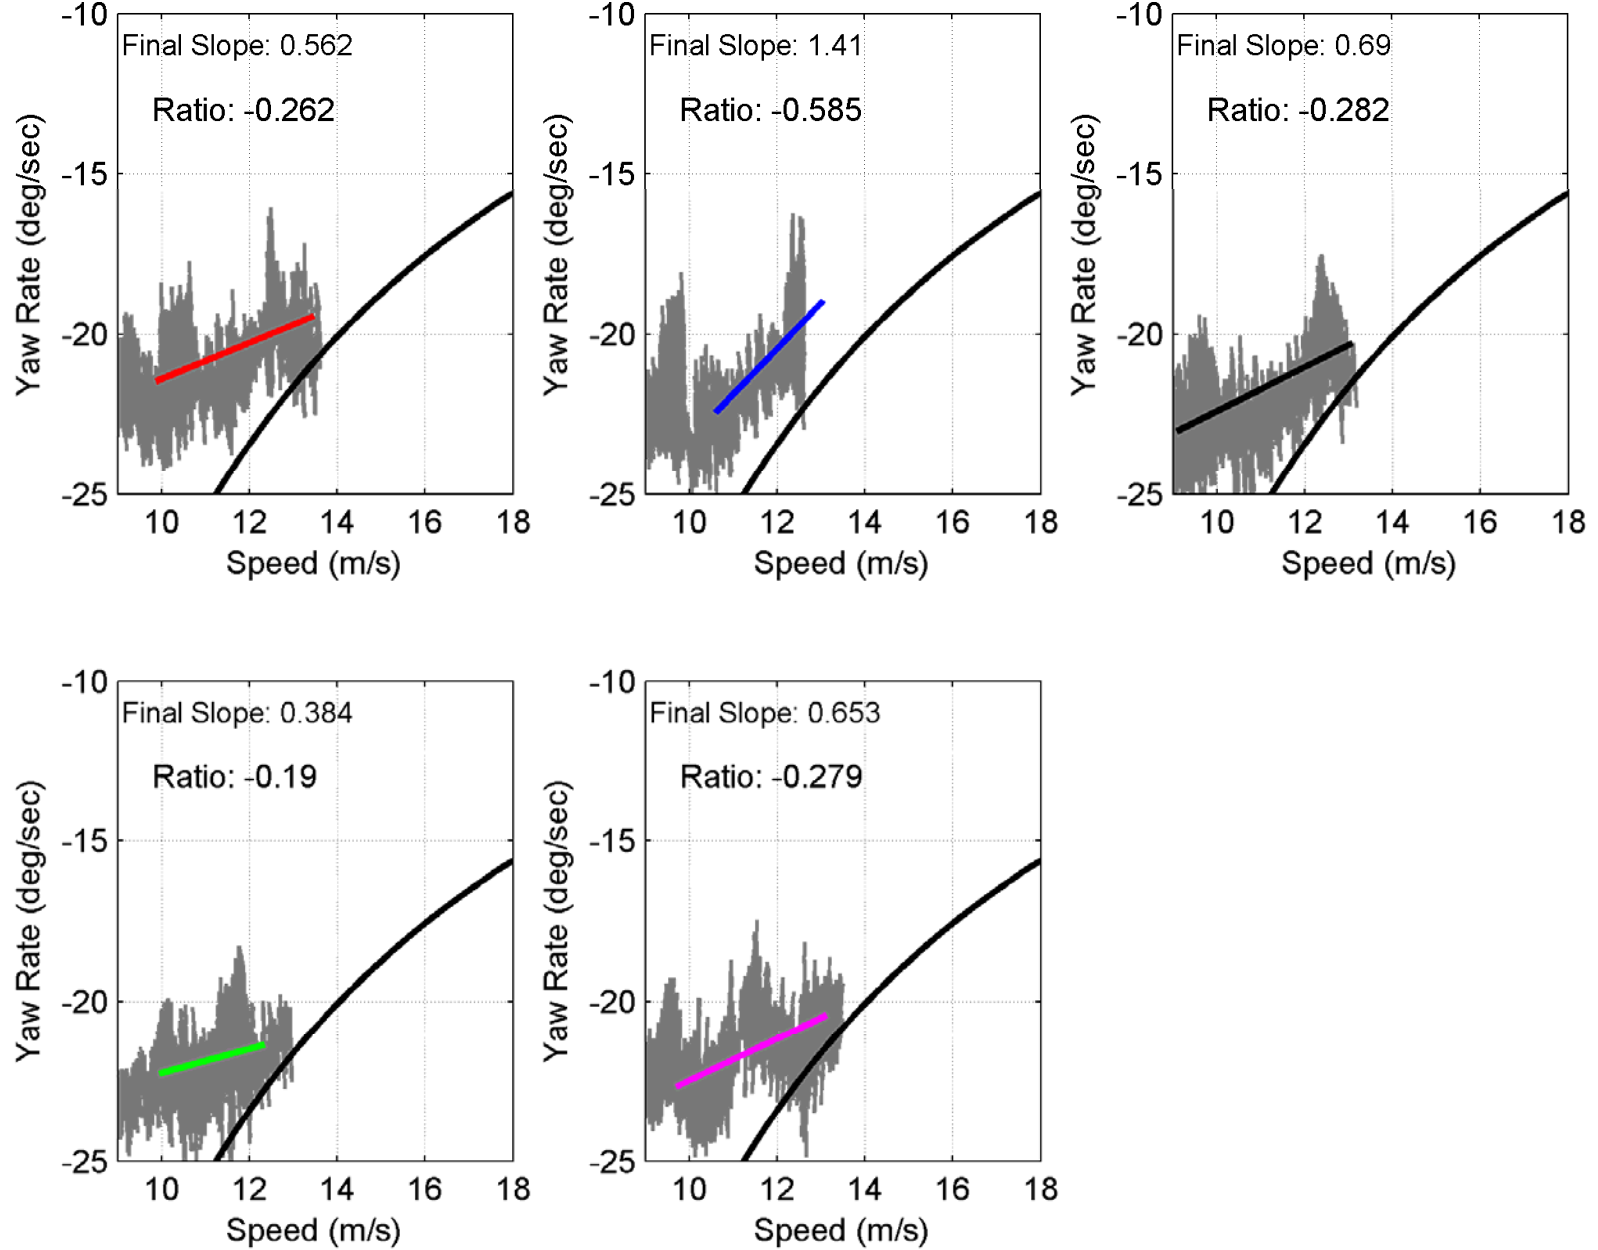 -10
Final Slope: 0.562
Ratio: -0.262
-15
-20
-25
Yaw Rate (deg/sec)
10 12 14 16 18
Speed (m/s)
-10
Final Slope: 1.41
Ratio: -0.585
-15
-20
-25
Yaw Rate (deg/sec)
10 12 14 16 18
Speed (m/s)
-10
Final Slope: 0.69
Ratio: -0.282
-15
-20
-25
Yaw Rate (deg/sec)
10 12 14 16 18
Speed (m/s)
-10
Final Slope: 0.384
Ratio: -0.19
-15
-20
-25
Yaw Rate (deg/sec)
10 12 14 16 18
Speed (m/s)
-10
Final Slope: 0.653
Ratio: -0.279
-15
-20
-25
Yaw Rate (deg/sec)
10 12 14 16 18
Speed (m/s)